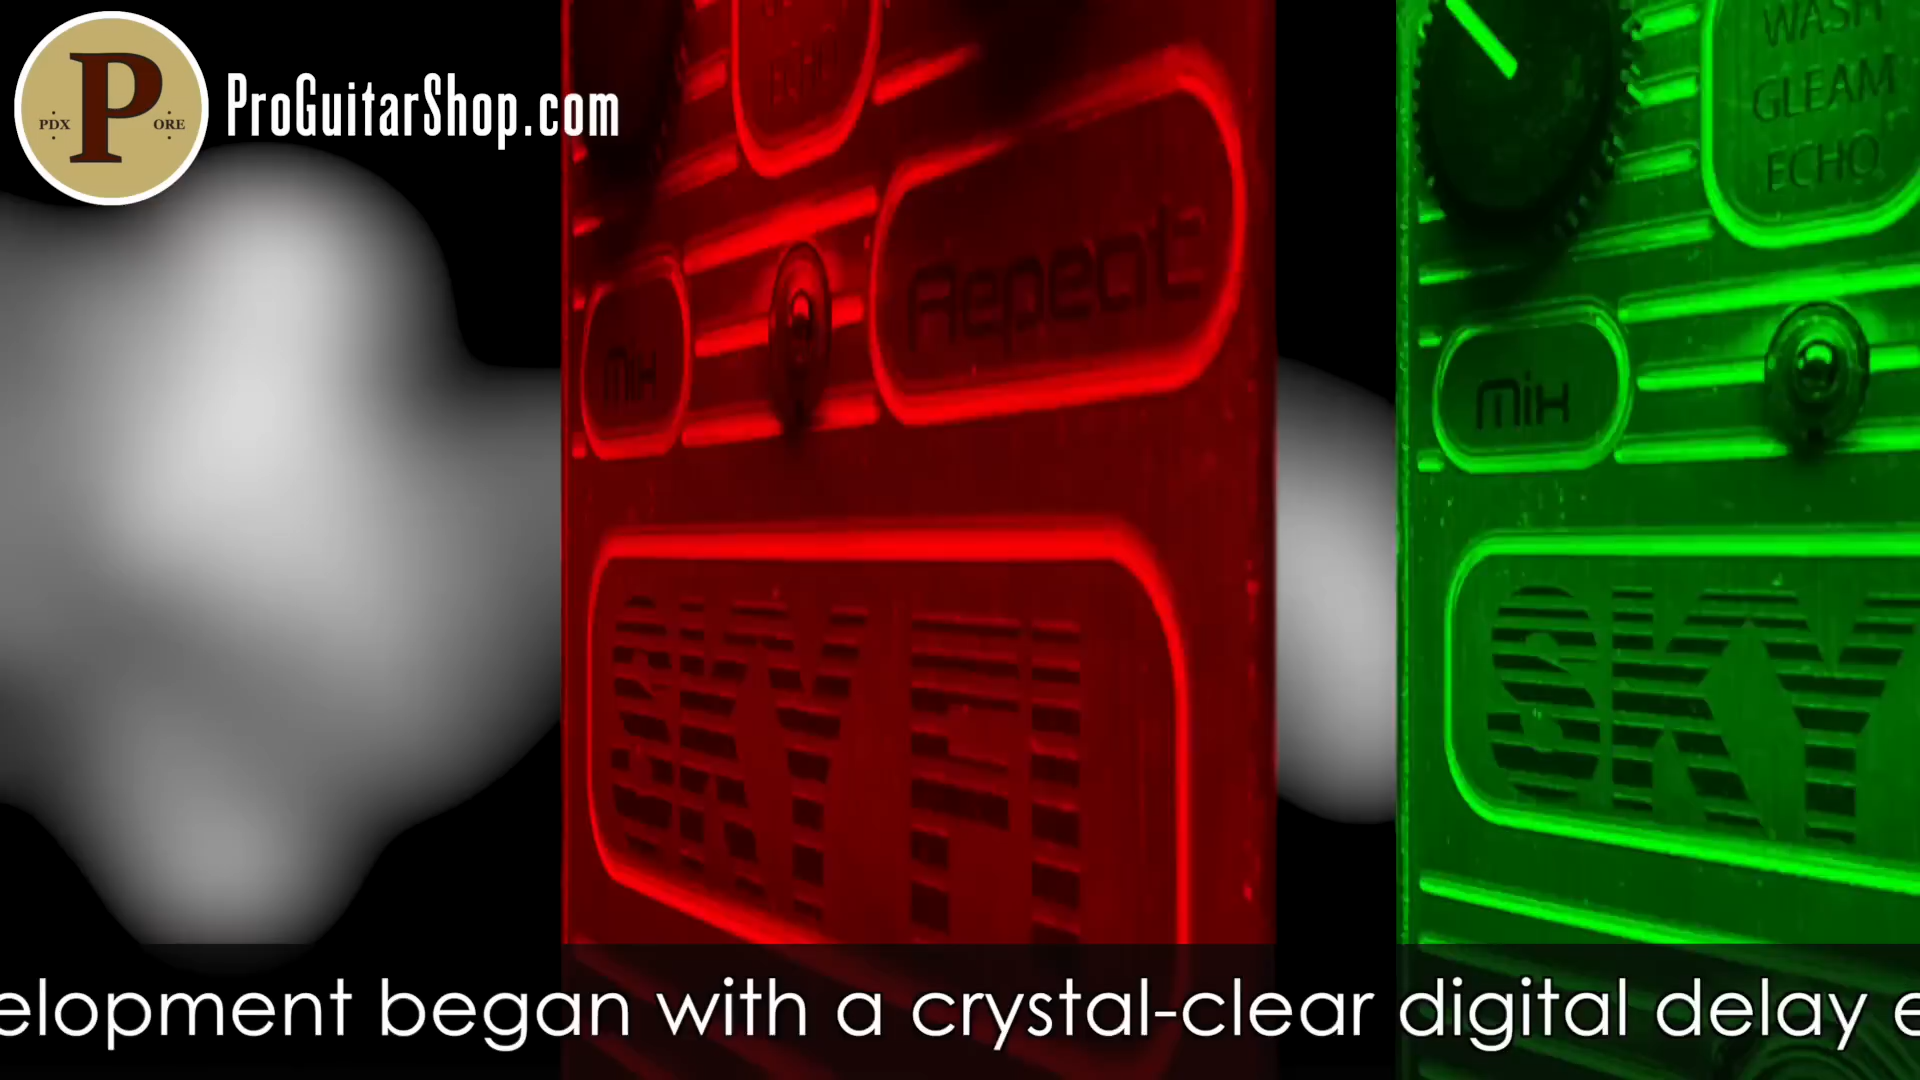 P
PDX ORE
ProGuitarShop.com
ECHO
Repeat
Mix
SKY FI
WASH
GLEAM
ECHO
Mix
SKY
elopment began with a crystal-clear digital delay e